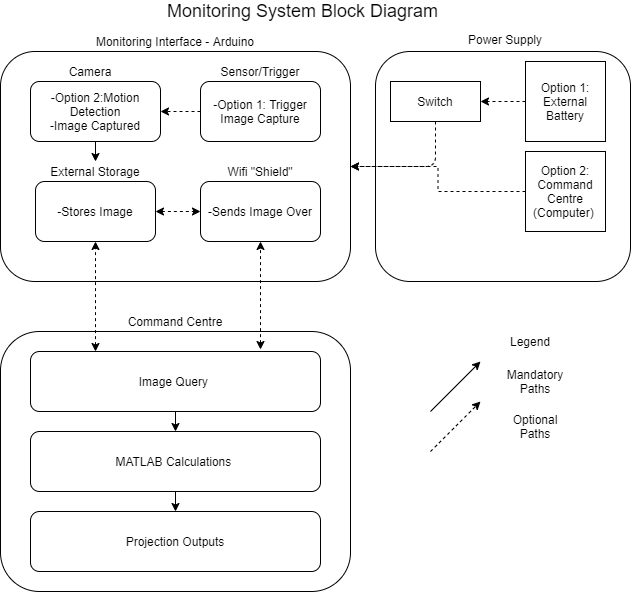 Monitoring System Block Diagram
Monitoring Interface - Arduino
Power Supply
Camera
Sensor/Trigger
-Option 2:Motion
Detection
-Image Captured
-Option 1: Trigger
Image Capture
Switch
Option 1:
External
Battery
External Storage
Wifi "Shield"
-Stores Image
-Sends Image Over
Option 2:
Command
Centre
(Computer)
Command Centre
Image Query
MATLAB Calculations
Projection Outputs
Legend
Mandatory
Paths
Optional
Paths